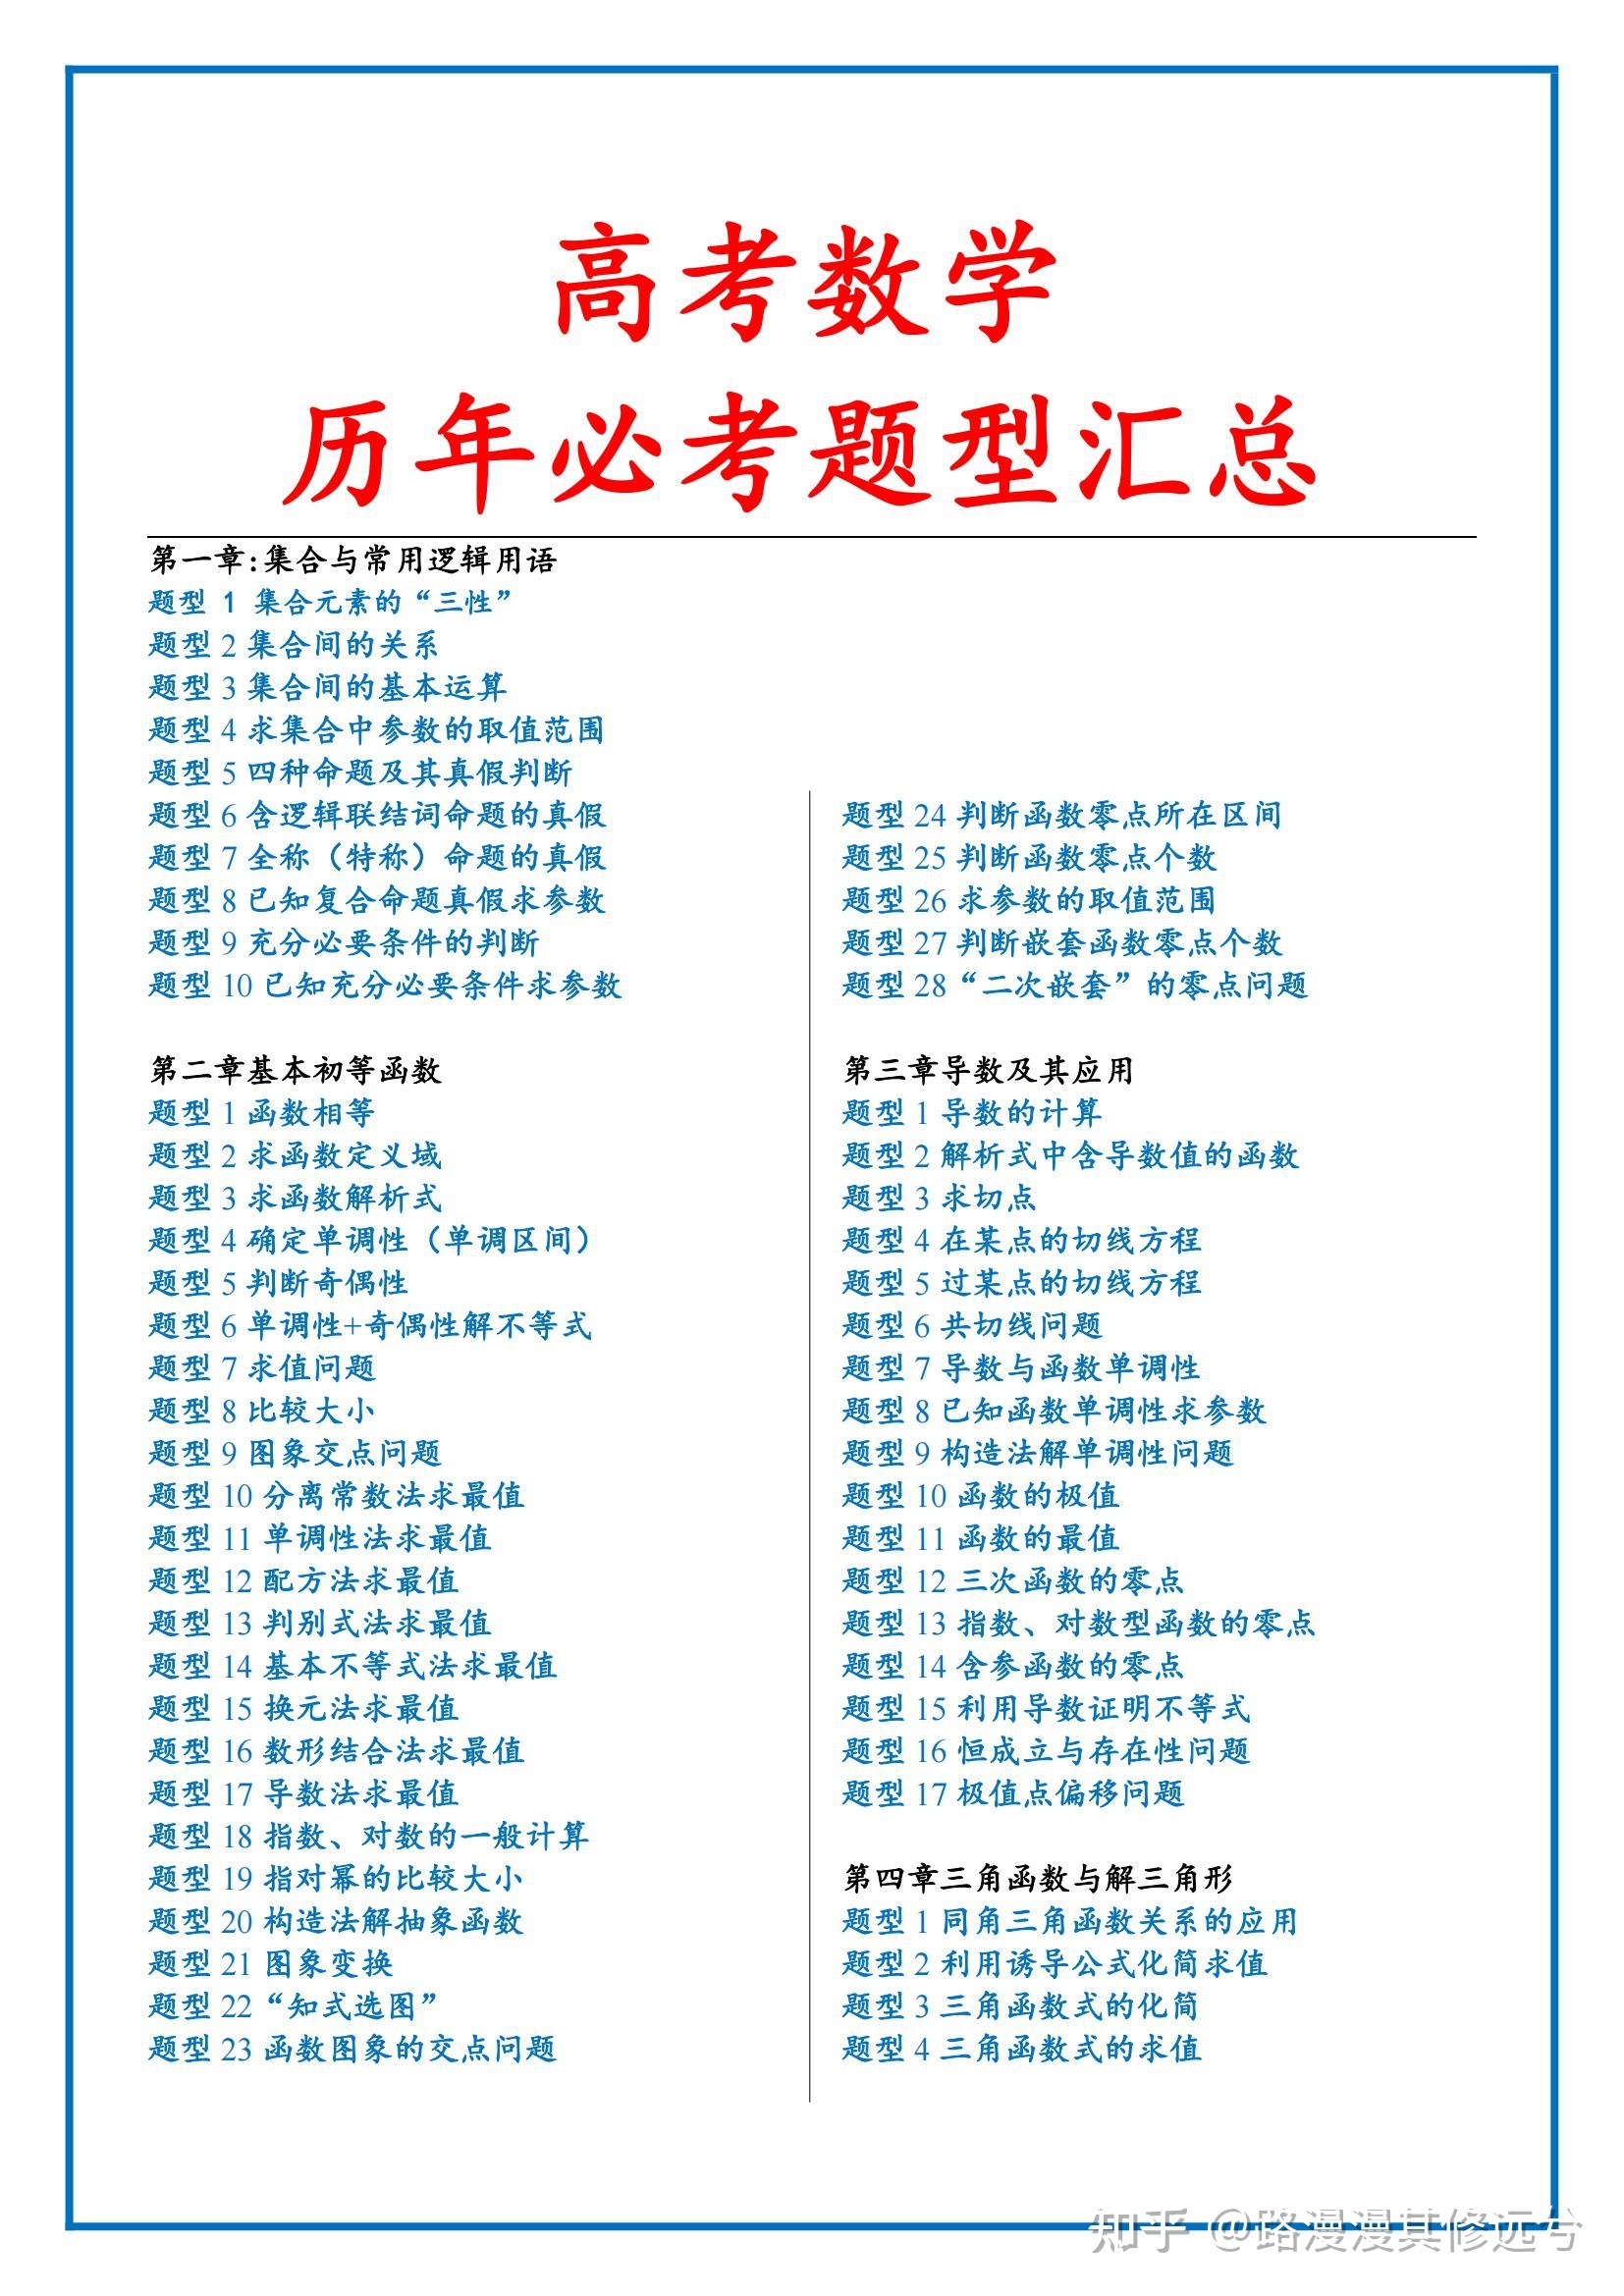 高考数学
历年必考题型汇总
第一章:集合与常用逻辑用语
题型 1 集合元素的“三性”
题型 2 集合间的关系
题型 3 集合间的基本运算
题型 4 求集合中参数的取值范围
题型 5 四种命题及其真假判断
题型 6 含逻辑联结词命题的真假
题型 7 全称（特称）命题的真假
题型 8 已知复合命题真假求参数
题型 9 充分必要条件的判断
题型 10 已知充分必要条件求参数
第二章基本初等函数
题型 1 函数相等
题型 2 求函数定义域
题型 3 求函数解析式
题型 4 确定单调性（单调区间）
题型 5 判断奇偶性
题型 6 单调性+奇偶性解不等式
题型 7 求值问题
题型 8 比较大小
题型 9 图象交点问题
题型 10 分离常数法求最值
题型 11 单调性法求最值
题型 12 配方法求最值
题型 13 判别式法求最值
题型 14 基本不等式法求最值
题型 15 换元法求最值
题型 16 数形结合法求最值
题型 17 导数法求最值
题型 18 指数、对数的一般计算
题型 19 指对幂的比较大小
题型 20 构造法解抽象函数
题型 21 图象变换
题型 22“知式选图”
题型 23 函数图象的交点问题
题型 24 判断函数零点所在区间
题型 25 判断函数零点个数
题型 26 求参数的取值范围
题型 27 判断嵌套函数零点个数
题型 28“二次嵌套”的零点问题
第三章导数及其应用
题型 1 导数的计算
题型 2 解析式中含导数值的函数
题型 3 求切点
题型 4 在某点的切线方程
题型 5 过某点的切线方程
题型 6 共切线问题
题型 7 导数与函数单调性
题型 8 已知函数单调性求参数
题型 9 构造法解单调性问题
题型 10 函数的极值
题型 11 函数的最值
题型 12 三次函数的零点
题型 13 指数、对数型函数的零点
题型 14 含参函数的零点
题型 15 利用导数证明不等式
题型 16 恒成立与存在性问题
题型 17 极值点偏移问题
第四章三角函数与解三角形
题型 1 同角三角函数关系的应用
题型 2 利用诱导公式化简求值
题型 3 三角函数式的化简
题型 4 三角函数式的求值
知乎 @路漫漫其修远兮